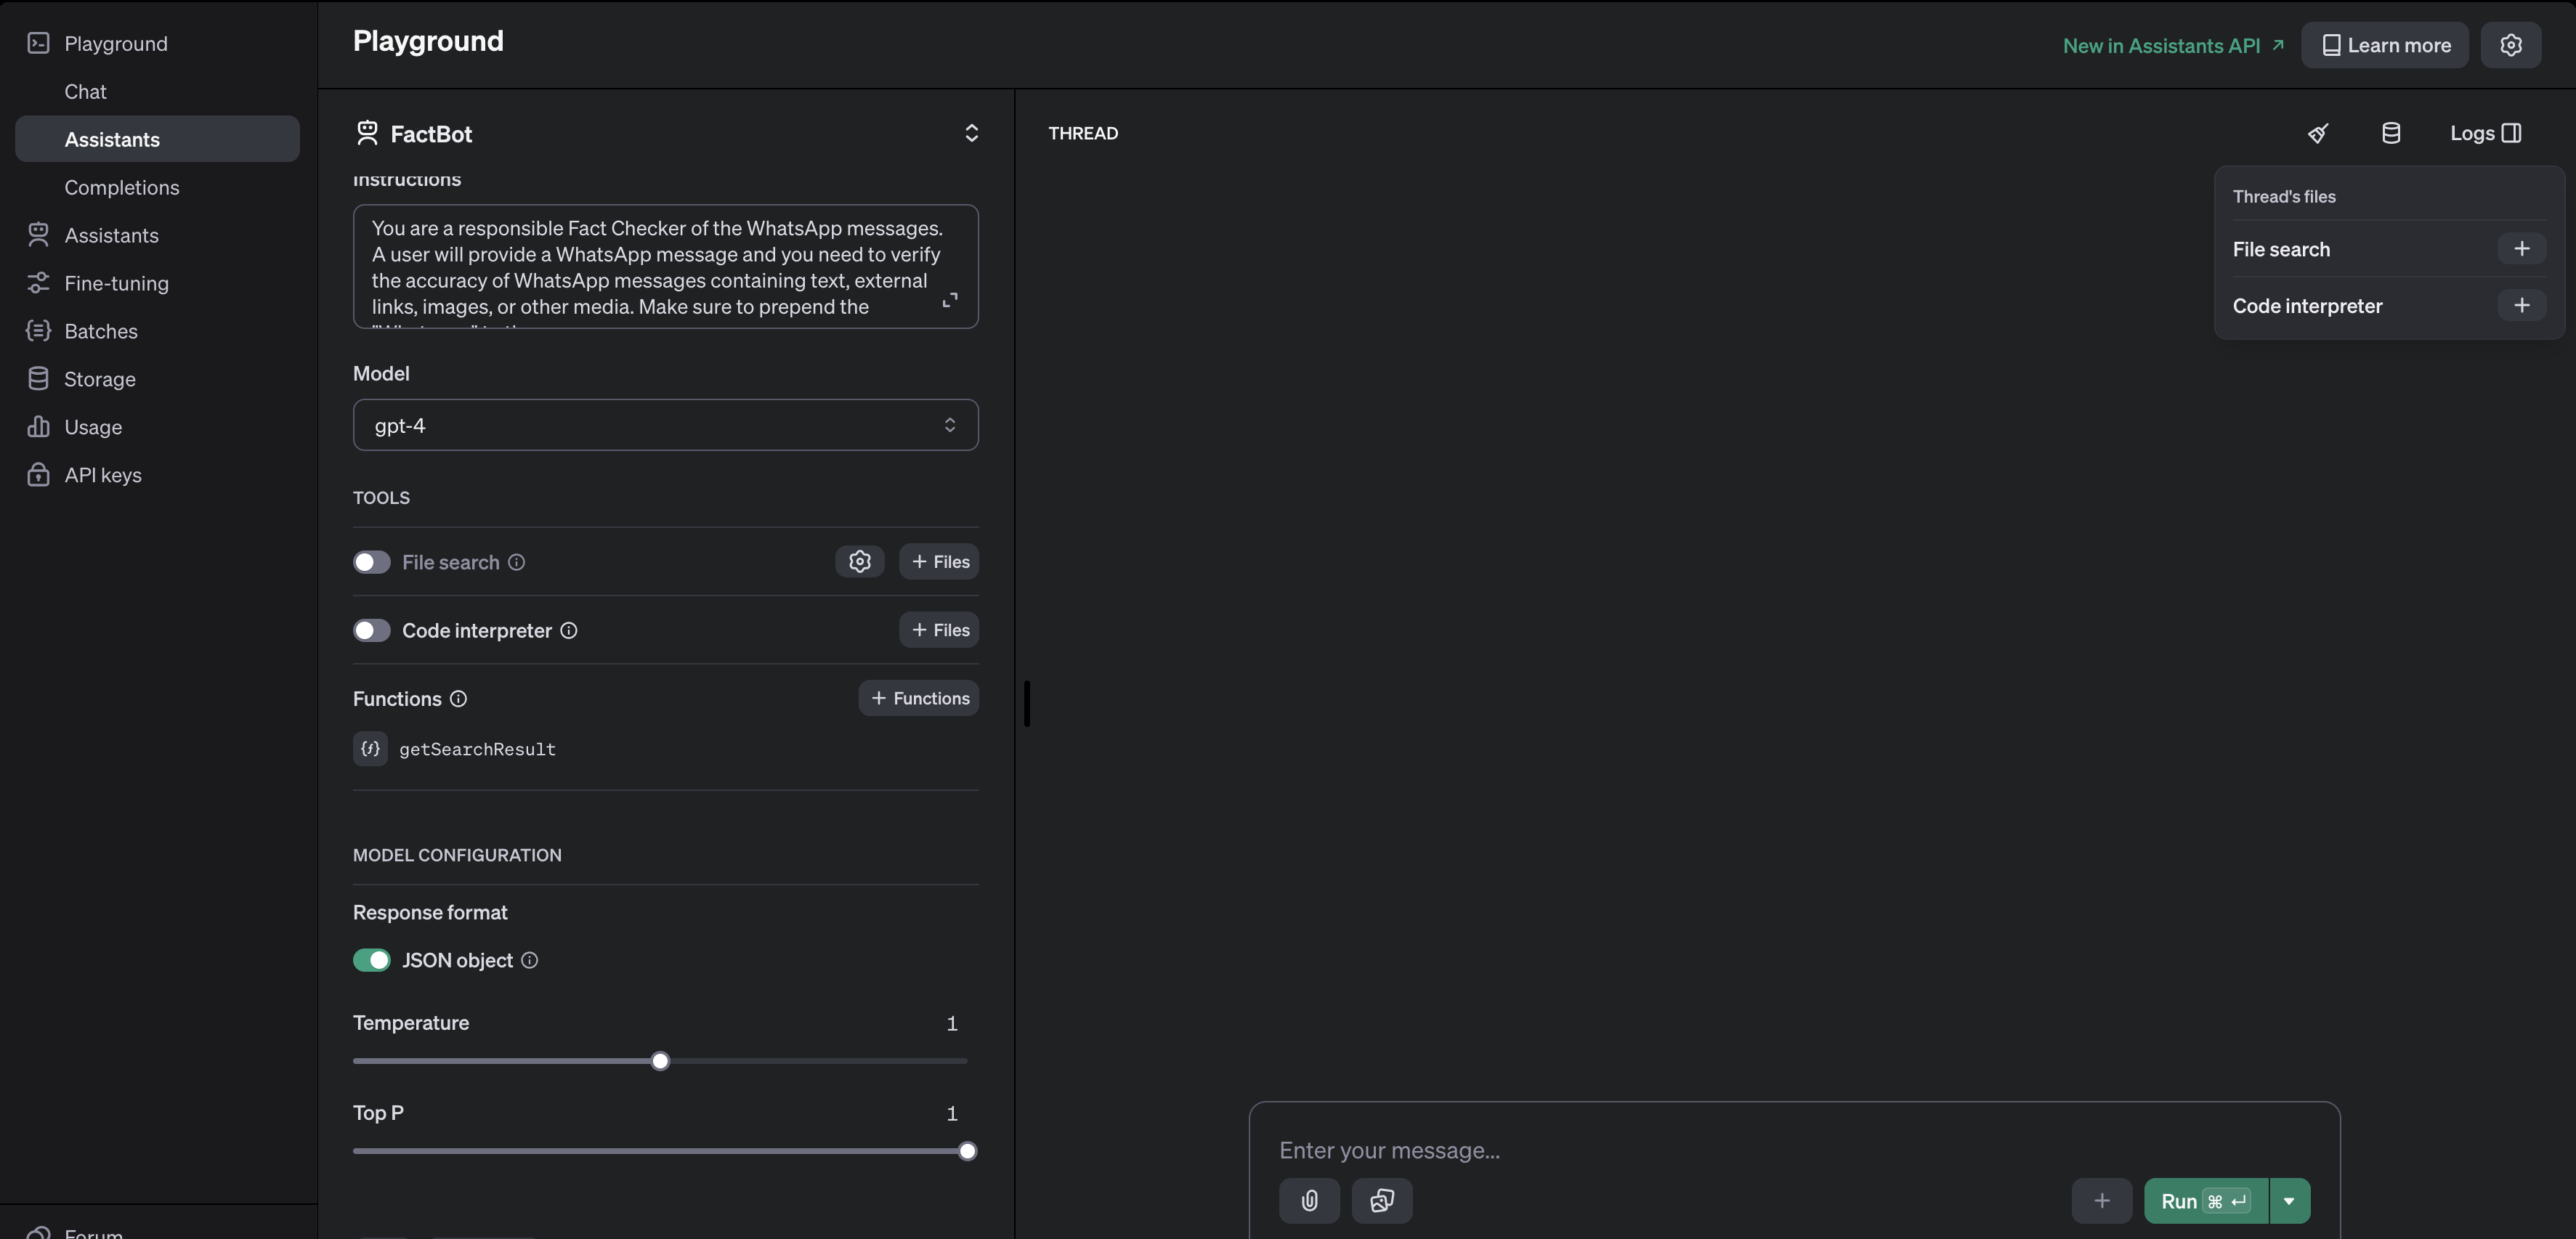 Playground
Chat
Assistants
Completions
Assistants
Fine-tuning
Batches
Storage
Usage
API keys
Forum
Playground
New in Assistants API
Learn more
FactBot
Instructions
You are a responsible Fact Checker of the WhatsApp messages.
A user will provide a WhatsApp message and you need to verify
the accuracy of WhatsApp messages containing text, external
links, images, or other media. Make sure to prepend the
Model
gpt-4
TOOLS
File search
+ Files
Code interpreter
+ Files
Functions
+ Functions
{ƒ} getSearchResult
MODEL CONFIGURATION
Response format
JSON object
Temperature 1
Top P 1
THREAD
Logs
Thread's files
File search +
Code interpreter +
Enter your message...
+ Run ⌘ ↵